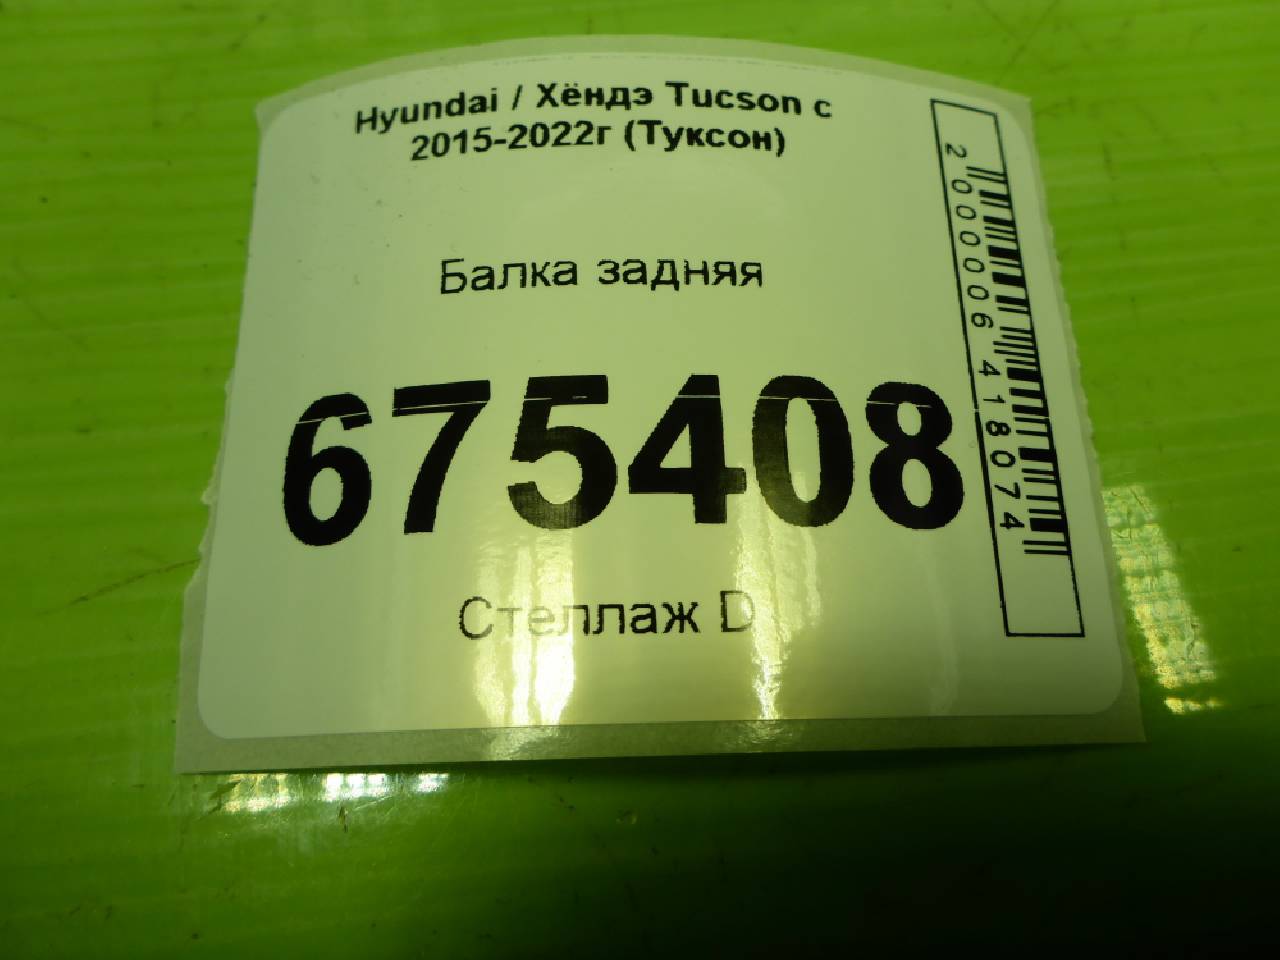 Hyundai / Хёндэ Tucson с
2015-2022г (Туксон)
Балка задняя
675408
Стеллаж D
2000006418074